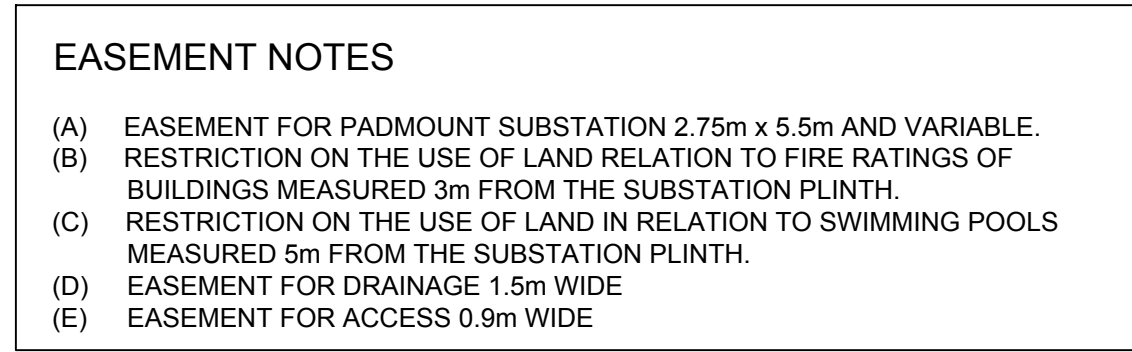 EASEMENT NOTES
(A) EASEMENT FOR PADMOUNT SUBSTATION 2.75m x 5.5m AND VARIABLE.
(B) RESTRICTION ON THE USE OF LAND RELATION TO FIRE RATINGS OF
BUILDINGS MEASURED 3m FROM THE SUBSTATION PLINTH.
(C) RESTRICTION ON THE USE OF LAND IN RELATION TO SWIMMING POOLS
MEASURED 5m FROM THE SUBSTATION PLINTH.
(D) EASEMENT FOR DRAINAGE 1.5m WIDE
(E) EASEMENT FOR ACCESS 0.9m WIDE